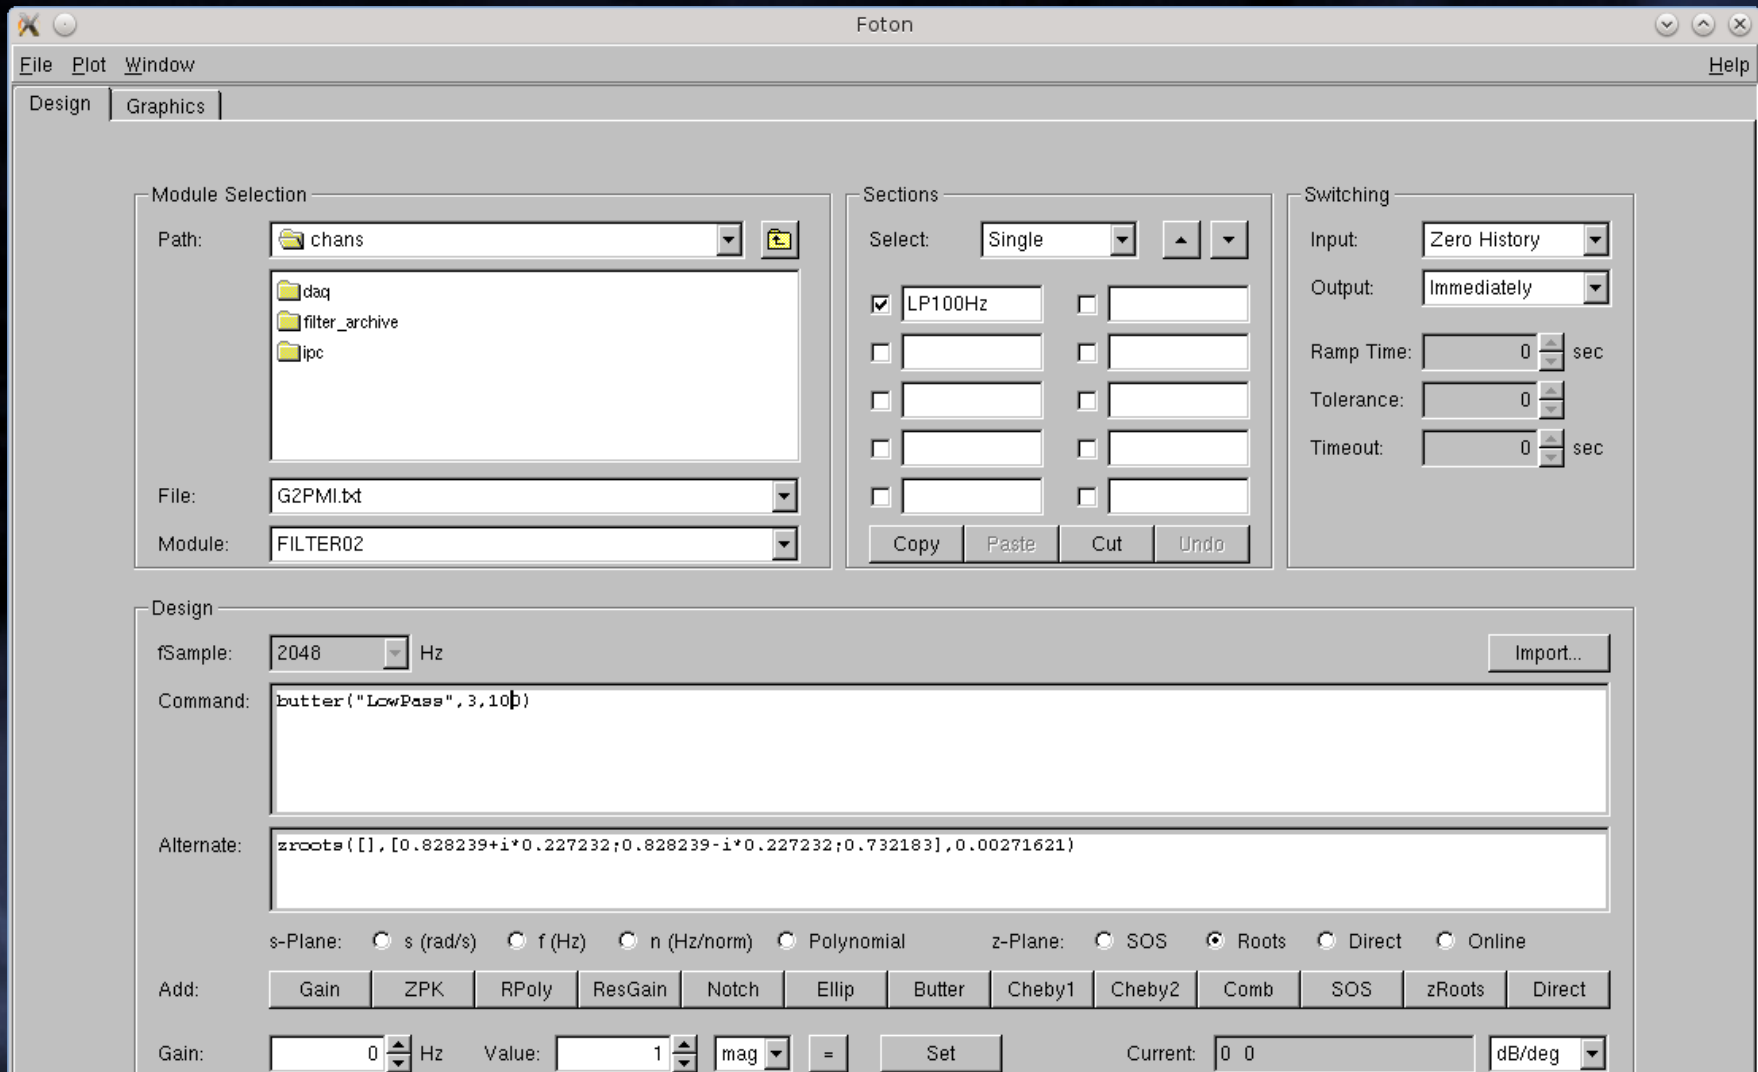 Foton
File Plot Window Help
Design Graphics
Module Selection
Path: chans
daq
filter_archive
ipc
File: G2PMI.txt
Module: FILTER02
Sections
Select: Single
LP100Hz
Copy Paste Cut Undo
Switching
Input: Zero History
Output: Immediately
Ramp Time: 0 sec
Tolerance: 0
Timeout: 0 sec
Design
fSample: 2048 Hz Import...
Command: butter("LowPass",3,100)
Alternate: zroots([],[0.828239+i*0.227232;0.828239-i*0.227232;0.732183],0.00271621)
s-Plane: s (rad/s) f (Hz) n (Hz/norm) Polynomial z-Plane: SOS Roots Direct Online
Add: Gain ZPK RPoly ResGain Notch Ellip Butter Cheby1 Cheby2 Comb SOS zRoots Direct
Gain: 0 Hz Value: 1 mag = Set Current: 0 0 dB/deg